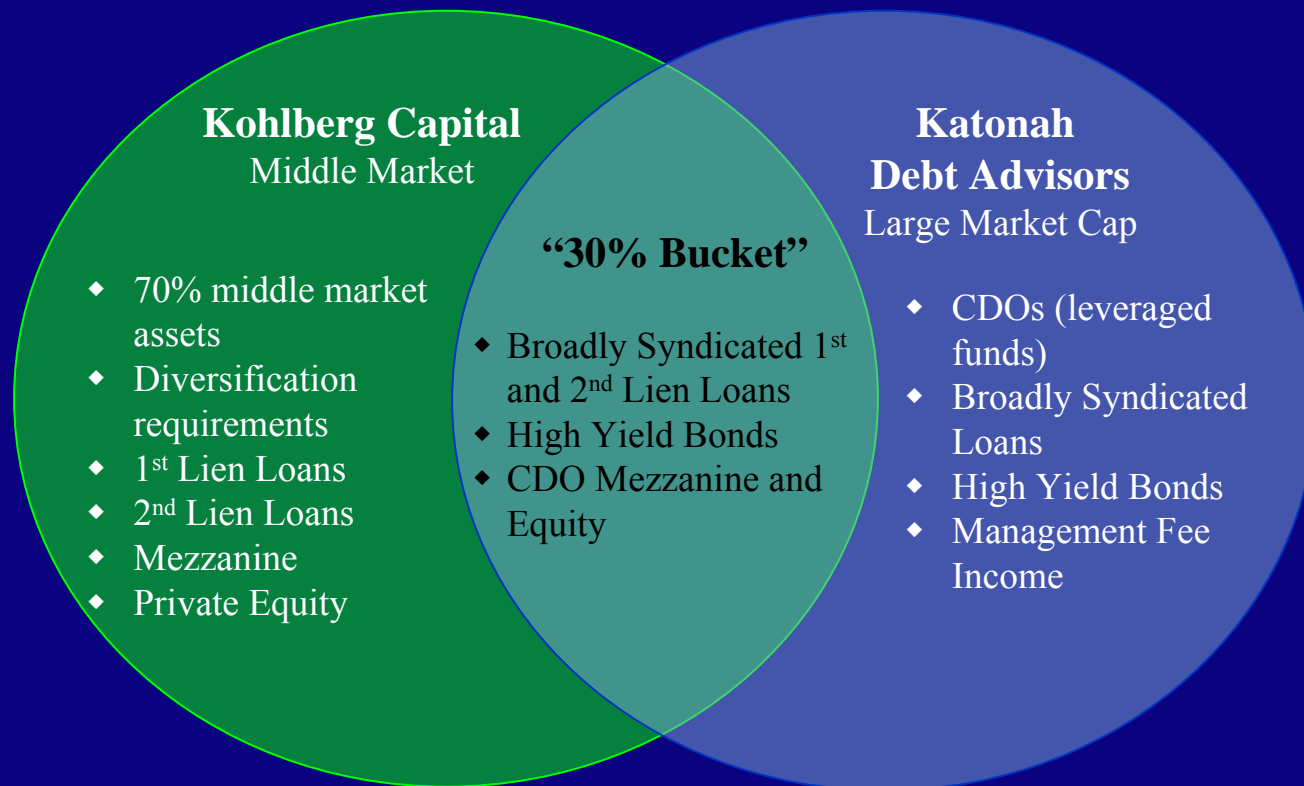 Kohlberg Capital
Middle Market
◆ 70% middle market
assets
◆ Diversification
requirements
◆ 1st Lien Loans
◆ 2nd Lien Loans
◆ Mezzanine
◆ Private Equity
“30% Bucket”
◆ Broadly Syndicated 1st
and 2nd Lien Loans
◆ High Yield Bonds
◆ CDO Mezzanine and
Equity
Katonah
Debt Advisors
Large Market Cap
◆ CDOs (leveraged
funds)
◆ Broadly Syndicated
Loans
◆ High Yield Bonds
◆ Management Fee
Income